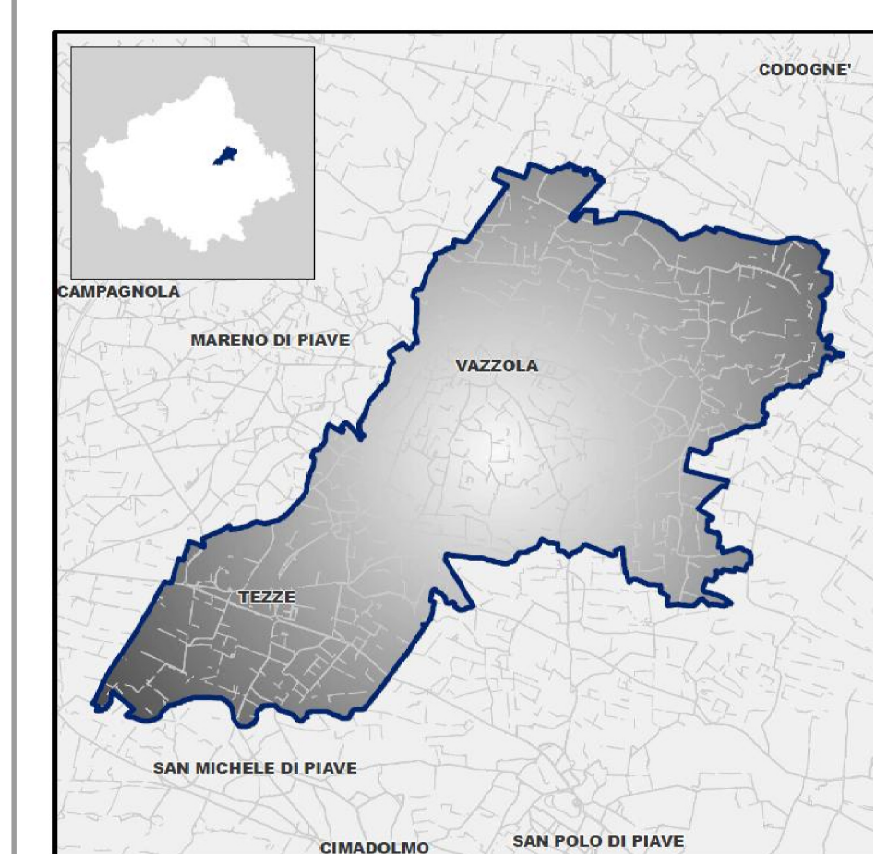 CODOGNE'
CAMPAGNOLA
MARENO DI PIAVE
VAZZOLA
TEZZE
SAN MICHELE DI PIAVE
CIMADOLMO
SAN POLO DI PIAVE